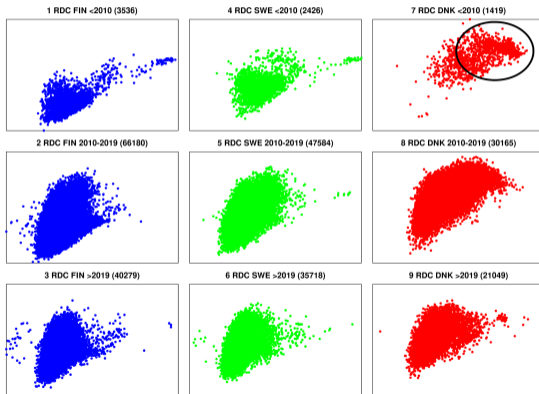 1 RDC FIN <2010 (3536)
4 RDC SWE <2010 (2426)
7 RDC DNK <2010 (1419)
2 RDC FIN 2010-2019 (66180)
5 RDC SWE 2010-2019 (47584)
8 RDC DNK 2010-2019 (30165)
3 RDC FIN >2019 (40279)
6 RDC SWE >2019 (35718)
9 RDC DNK >2019 (21049)